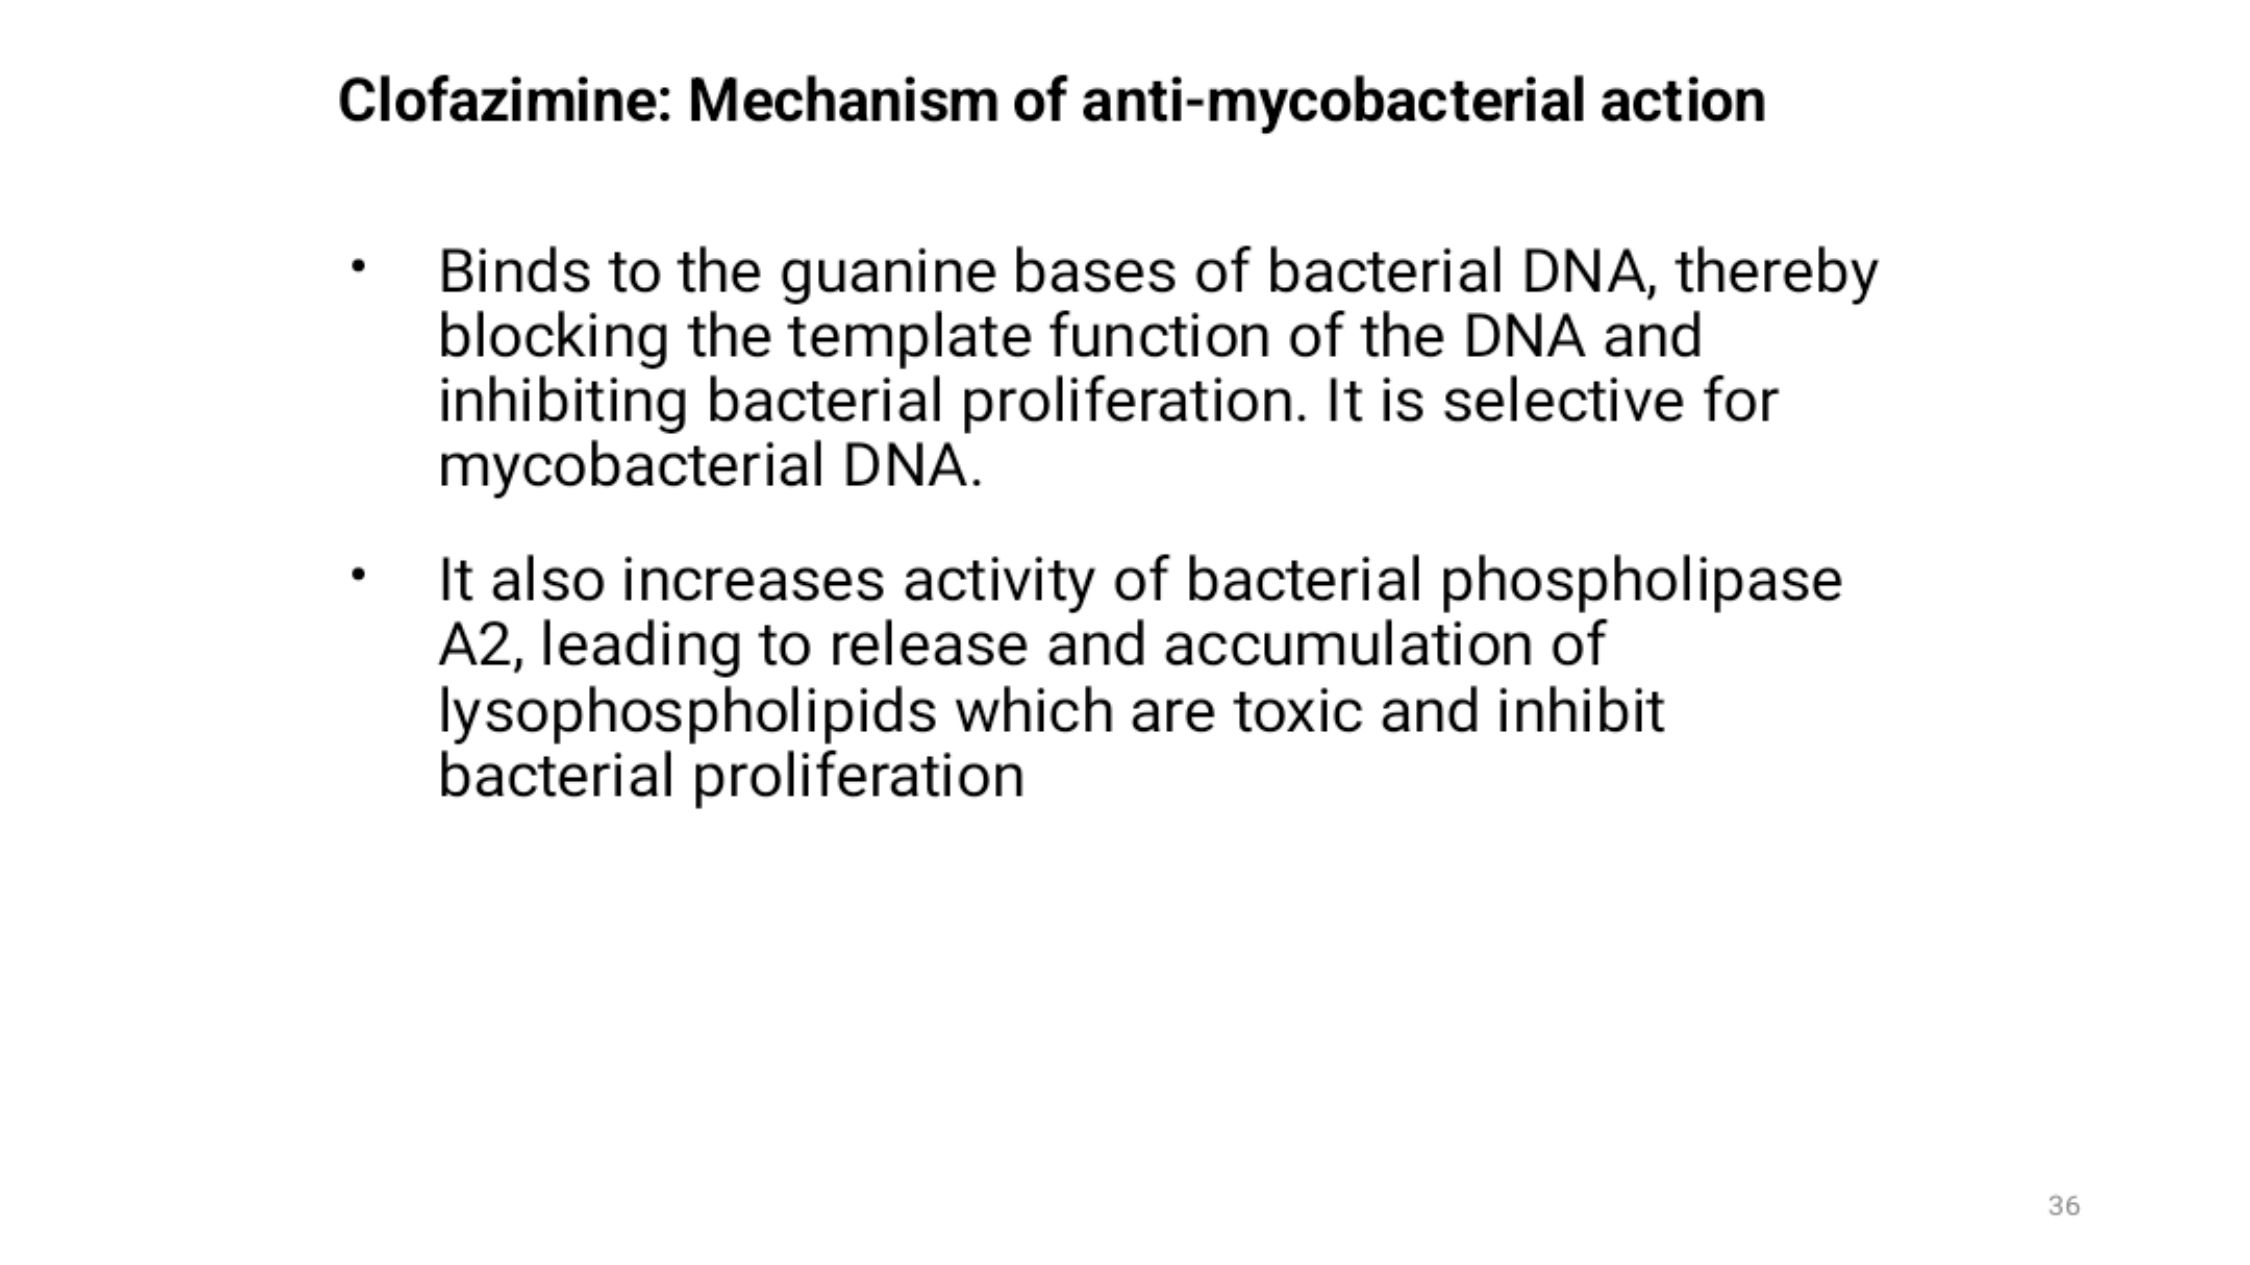 Clofazimine: Mechanism of anti-mycobacterial action
• Binds to the guanine bases of bacterial DNA, thereby
blocking the template function of the DNA and
inhibiting bacterial proliferation. It is selective for
mycobacterial DNA.
• It also increases activity of bacterial phospholipase
A2, leading to release and accumulation of
lysophospholipids which are toxic and inhibit
bacterial proliferation
36